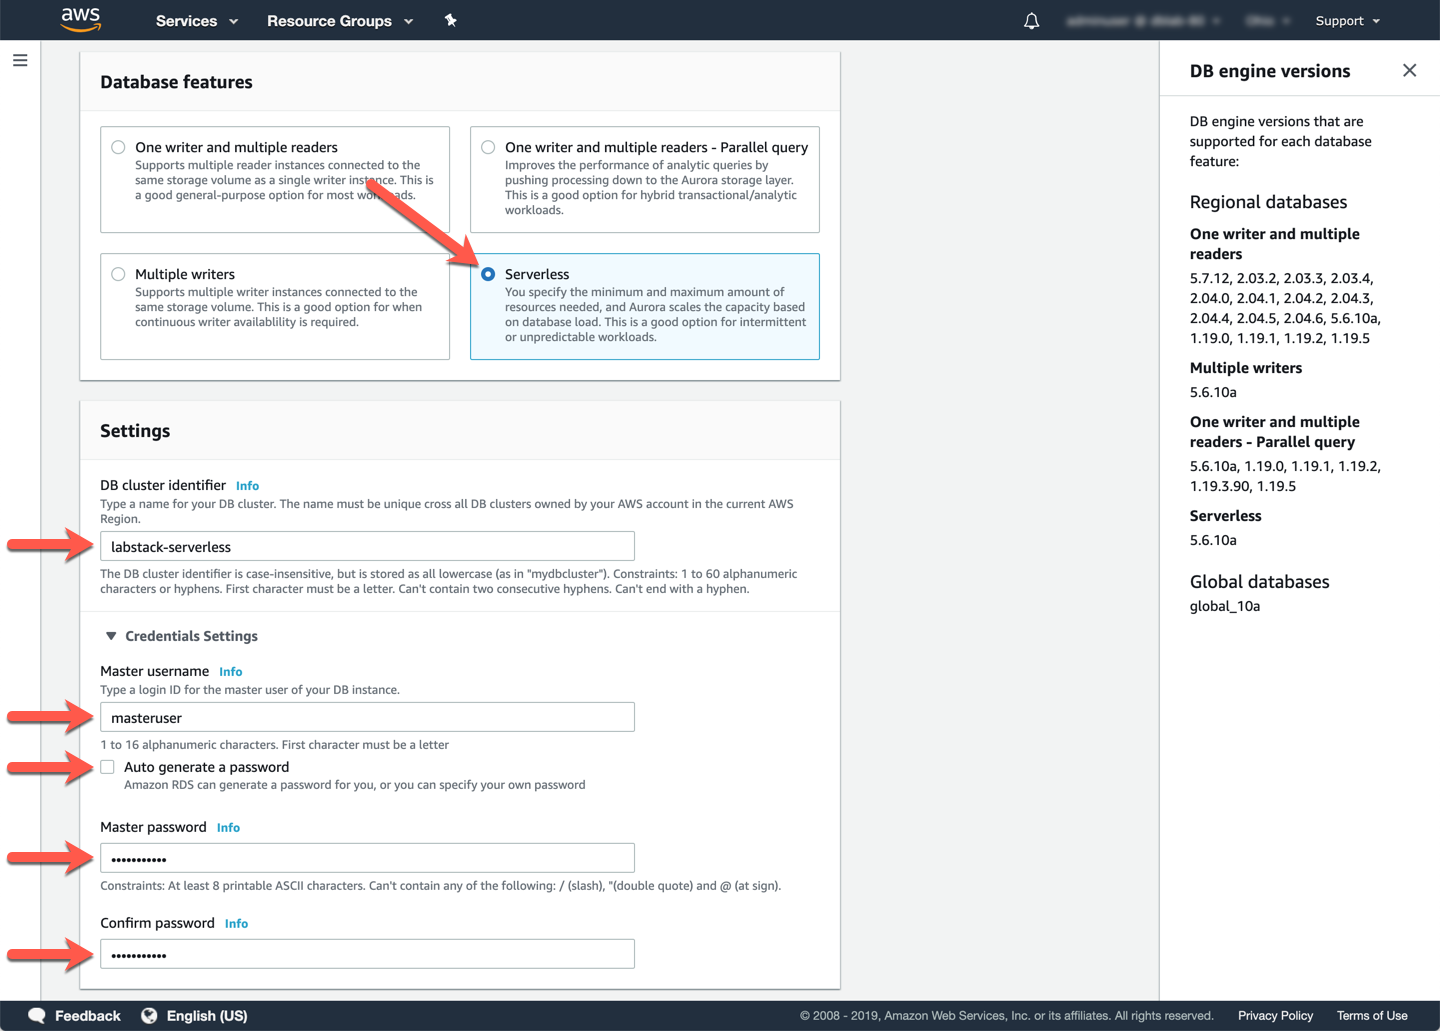 aws
Services
Resource Groups
Support
Database features
One writer and multiple readers
Supports multiple reader instances connected to the
same storage volume as a single writer instance. This is
a good general-purpose option for most workloads.
One writer and multiple readers - Parallel query
Improves the performance of analytic queries by
pushing processing down to the Aurora storage layer.
This is a good option for hybrid transactional/analytic
workloads.
Multiple writers
Supports multiple writer instances connected to the
same storage volume. This is a good option for when
continuous writer availablility is required.
Serverless
You specify the minimum and maximum amount of
resources needed, and Aurora scales the capacity based
on database load. This is a good option for intermittent
or unpredictable workloads.
Settings
DB cluster identifier Info
Type a name for your DB cluster. The name must be unique cross all DB clusters owned by your AWS account in the current AWS
Region.
labstack-serverless
The DB cluster identifier is case-insensitive, but is stored as all lowercase (as in "mydbcluster"). Constraints: 1 to 60 alphanumeric
characters or hyphens. First character must be a letter. Can't contain two consecutive hyphens. Can't end with a hyphen.
Credentials Settings
Master username Info
Type a login ID for the master user of your DB instance.
masteruser
1 to 16 alphanumeric characters. First character must be a letter
Auto generate a password
Amazon RDS can generate a password for you, or you can specify your own password
Master password Info
•••••••••••
Constraints: At least 8 printable ASCII characters. Can't contain any of the following: / (slash), "(double quote) and @ (at sign).
Confirm password Info
•••••••••••
DB engine versions
DB engine versions that are
supported for each database
feature:
Regional databases
One writer and multiple
readers
5.7.12, 2.03.2, 2.03.3, 2.03.4,
2.04.0, 2.04.1, 2.04.2, 2.04.3,
2.04.4, 2.04.5, 2.04.6, 5.6.10a,
1.19.0, 1.19.1, 1.19.2, 1.19.5
Multiple writers
5.6.10a
One writer and multiple
readers - Parallel query
5.6.10a, 1.19.0, 1.19.1, 1.19.2,
1.19.3.90, 1.19.5
Serverless
5.6.10a
Global databases
global_10a
Feedback
English (US)
© 2008 - 2019, Amazon Web Services, Inc. or its affiliates. All rights reserved.
Privacy Policy
Terms of Use